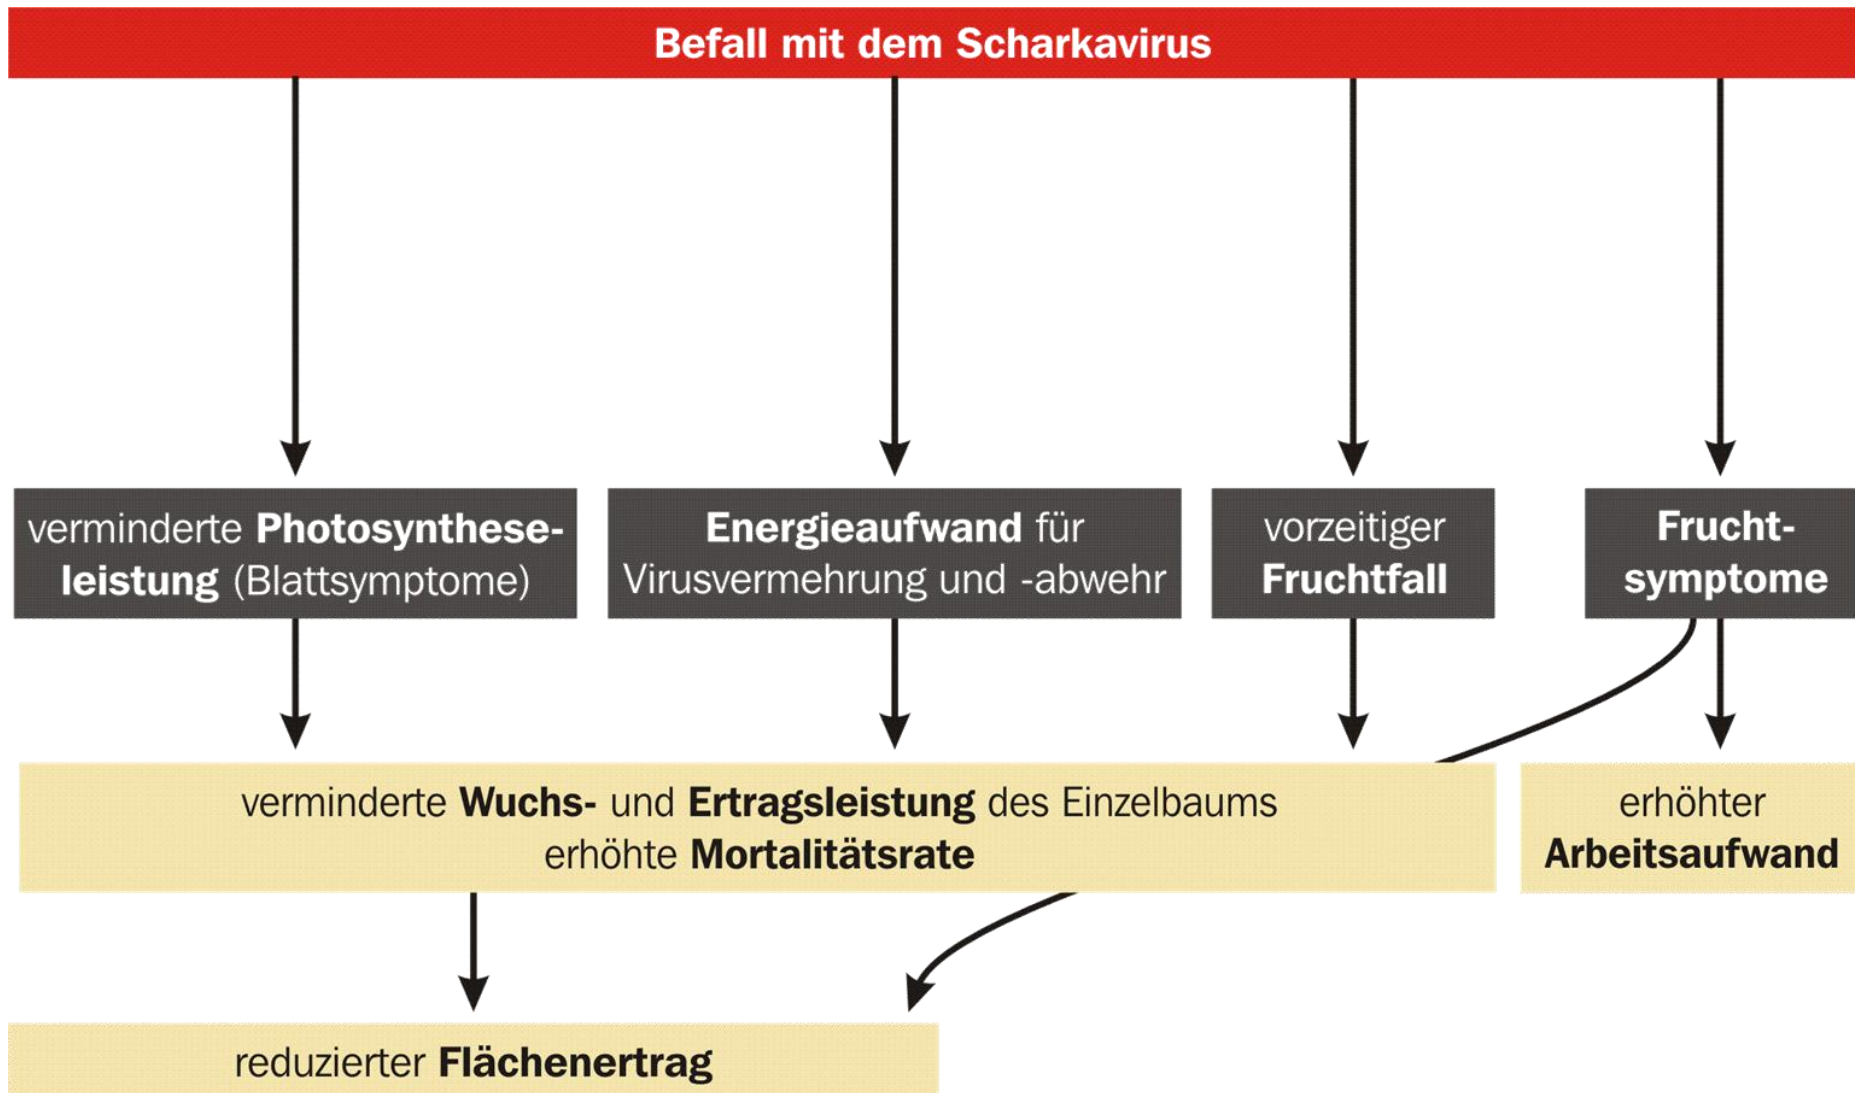 Befall mit dem Scharkavirus
verminderte Photosynthese-
leistung (Blattsymptome)
Energieaufwand für
Virusvermehrung und -abwehr
vorzeitiger
Fruchtfall
Frucht-
symptome
verminderte Wuchs- und Ertragsleistung des Einzelbaums
erhöhte Mortalitätsrate
erhöhter
Arbeitsaufwand
reduzierter Flächenertrag